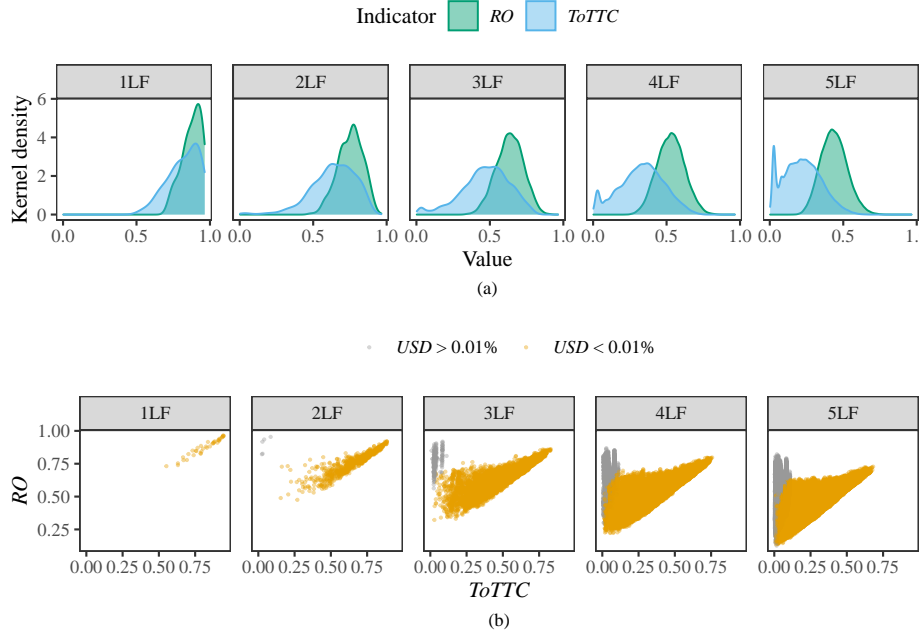 Indicator RO ToTTC
1LF 2LF 3LF 4LF 5LF
Kernel density
6
4
2
0
0.0 0.5 1.0 0.0 0.5 1.0 0.0 0.5 1.0 0.0 0.5 1.0 0.0 0.5 1.
Value
(a)
USD > 0.01% USD < 0.01%
1LF 2LF 3LF 4LF 5LF
RO
1.00
0.75
0.50
0.25
0.00 0.25 0.50 0.75 0.00 0.25 0.50 0.75 0.00 0.25 0.50 0.75 0.00 0.25 0.50 0.75 0.00 0.25 0.50 0.75
ToTTC
(b)